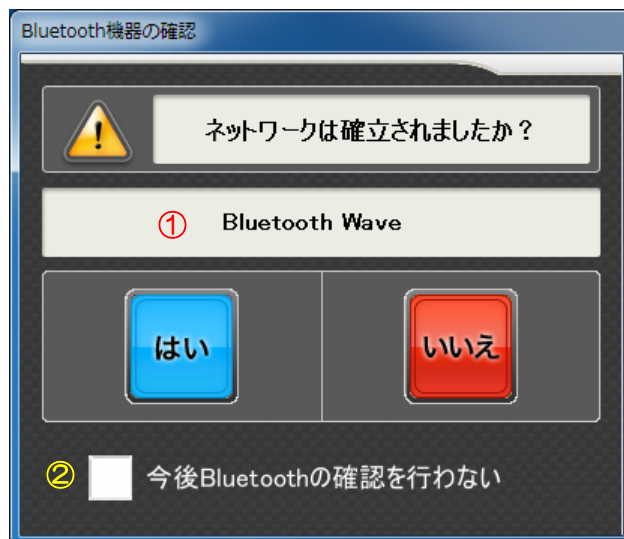 Bluetooth機器の確認
ネットワークは確立されましたか？
① Bluetooth Wave
はい いいえ
② 今後Bluetoothの確認を行わない